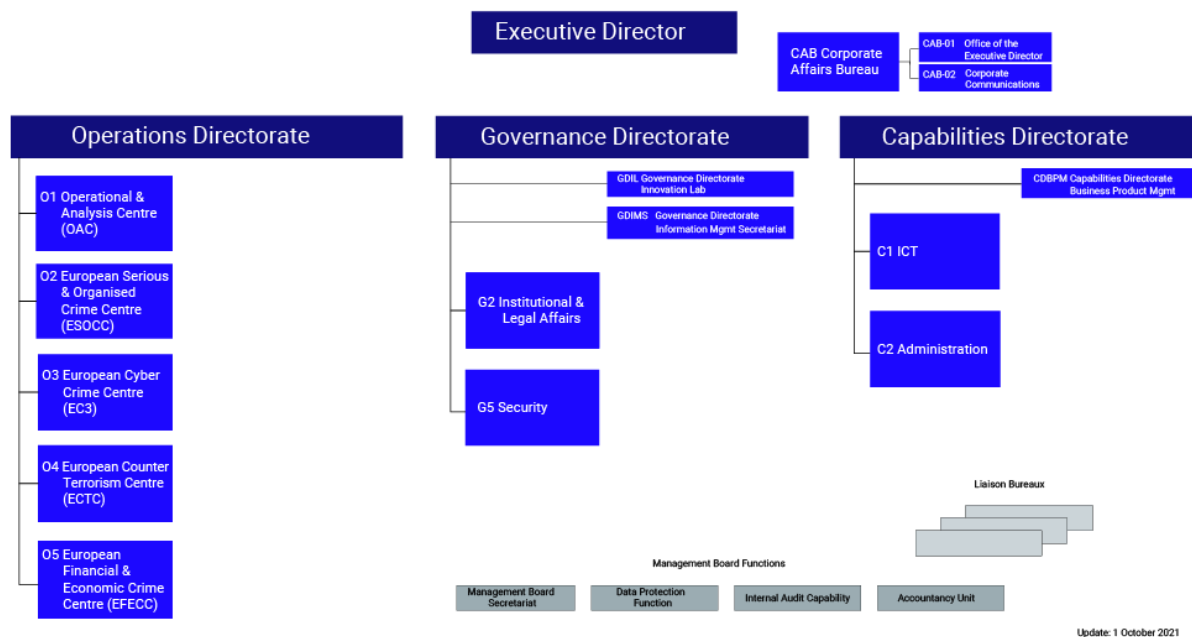 Executive Director
CAB Corporate
Affairs Bureau
CAB-01 Office of the
Executive Director
CAB-02 Corporate
Communications
Operations Directorate
O1 Operational &
Analysis Centre
(OAC)
O2 European Serious
& Organised
Crime Centre
(ESOCC)
O3 European Cyber
Crime Centre
(EC3)
O4 European Counter
Terrorism Centre
(ECTC)
O5 European
Financial &
Economic Crime
Centre (EFECC)
Governance Directorate
GDIL Governance Directorate
Innovation Lab
GDIMS Governance Directorate
Information Mgmt Secretariat
G2 Institutional &
Legal Affairs
G5 Security
Capabilities Directorate
CDBPM Capabilities Directorate
Business Product Mgmt
C1 ICT
C2 Administration
Liaison Bureaux
Management Board Functions
Management Board
Secretariat
Data Protection
Function
Internal Audit Capability
Accountancy Unit
Update: 1 October 2021